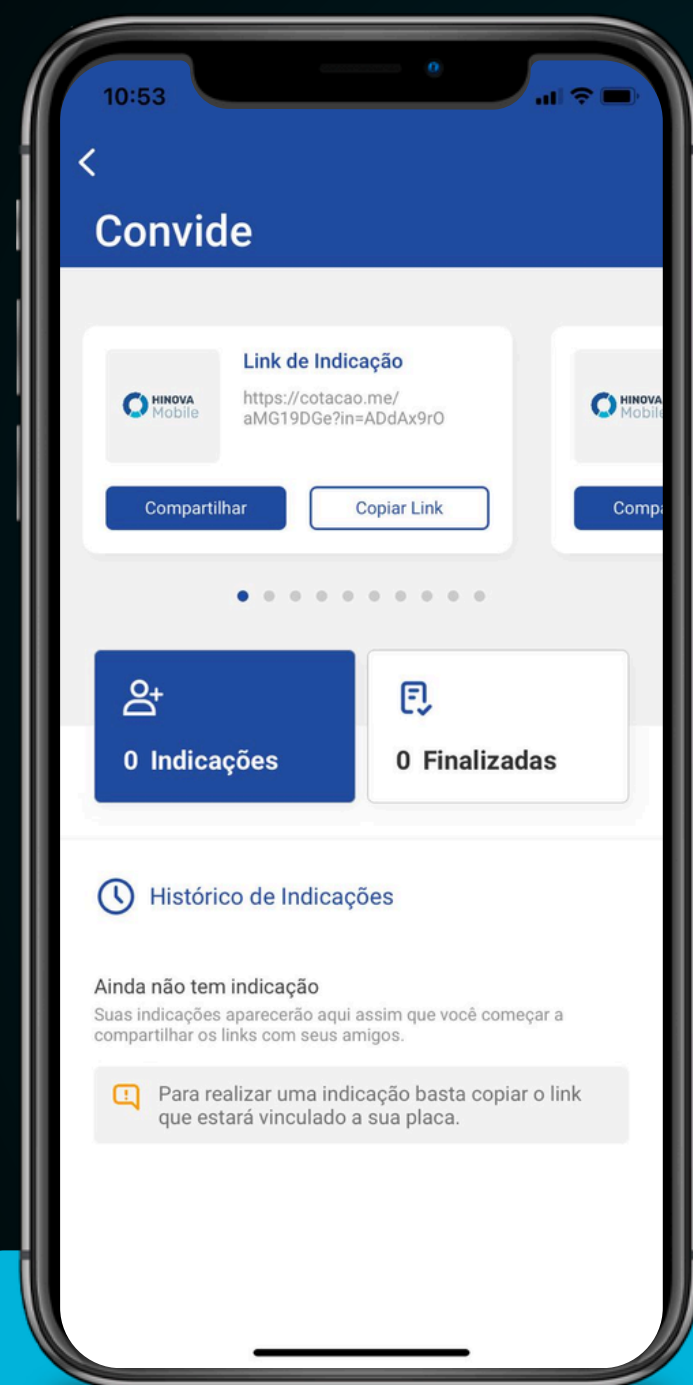 10:53
Convide
HINOVA
Mobile
Link de Indicação
https://cotacao.me/
aMG19DGe?in=ADdAx9rO
Compartilhar
Copiar Link
HINOVA
Mobile
Comp
0 Indicações
0 Finalizadas
Histórico de Indicações
Ainda não tem indicação
Suas indicações aparecerão aqui assim que você começar a
compartilhar os links com seus amigos.
Para realizar uma indicação basta copiar o link
que estará vinculado a sua placa.